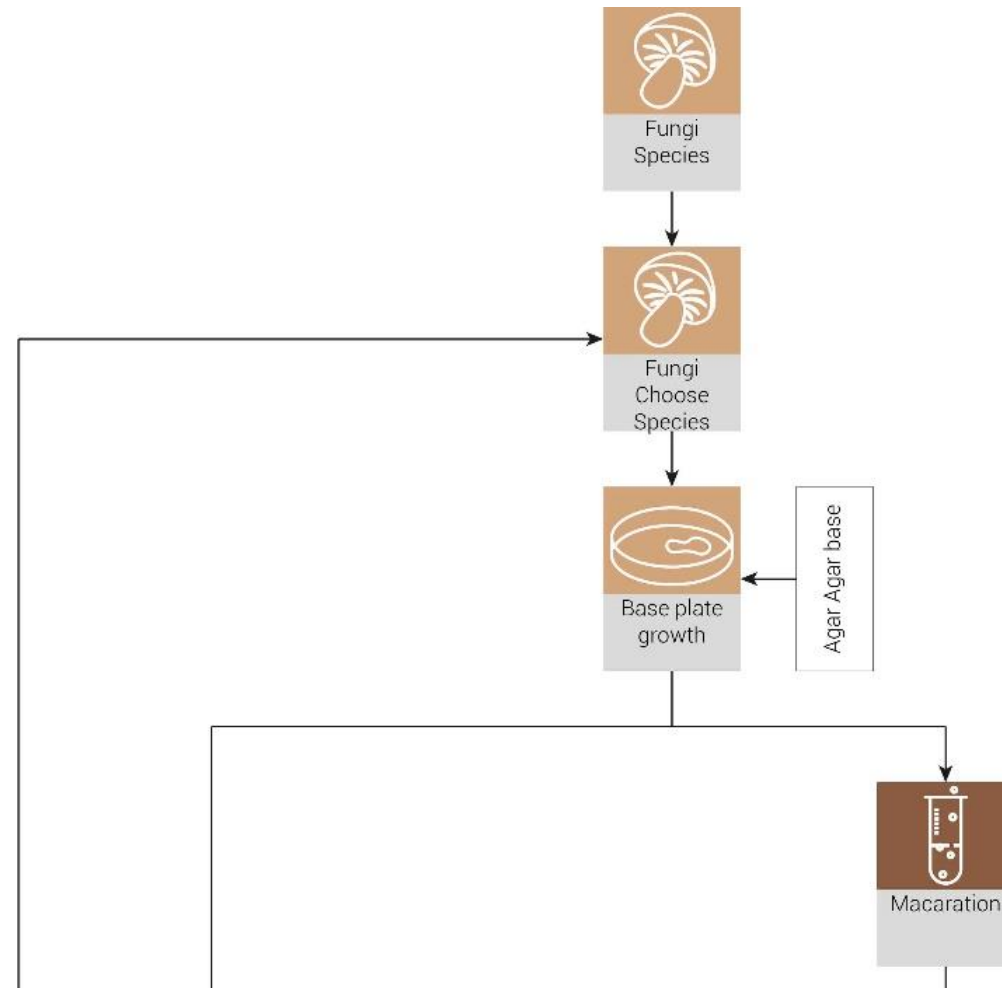 Fungi
Species
Fungi
Choose
Species
Base plate
growth
Agar Agar base
Macaration